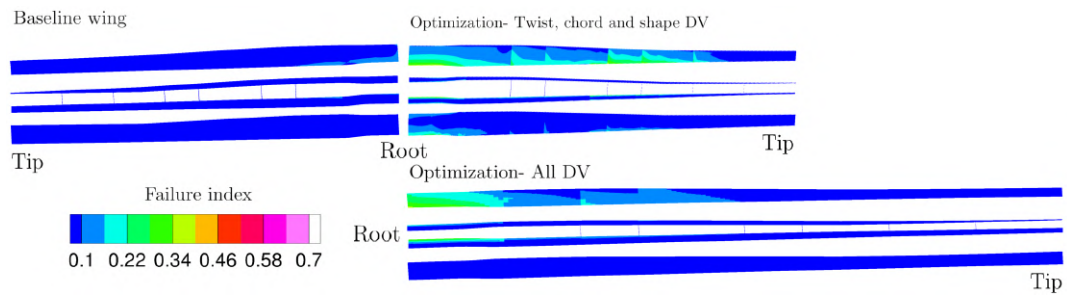 Baseline wing
Optimization- Twist, chord and shape DV
Tip
Root
Tip
Optimization- All DV
Failure index
0.1 0.22 0.34 0.46 0.58 0.7
Root
Tip